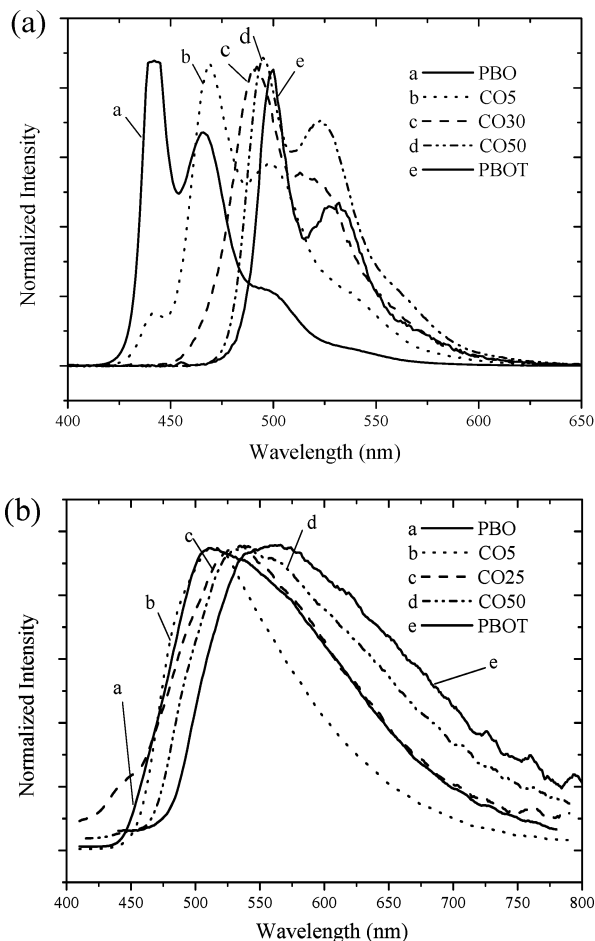 (a)
d
b
c
e
a
a PBO
b CO5
c CO30
d CO50
e PBOT
Normalized Intensity
400 450 500 550 600 650
Wavelength (nm)
(b)
c
d
b
a
e
a PBO
b CO5
c CO25
d CO50
e PBOT
Normalized Intensity
400 450 500 550 600 650 700 750 800
Wavelength (nm)